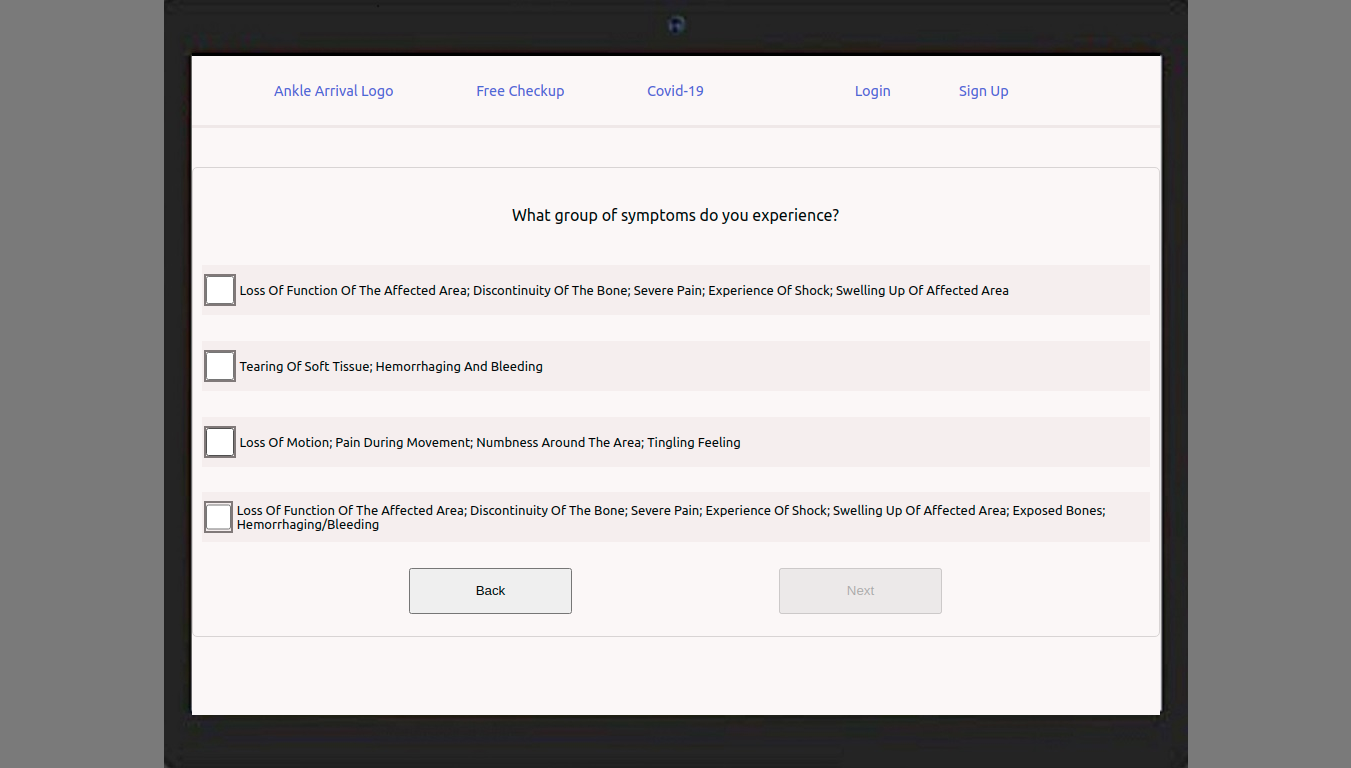 Ankle Arrival Logo Free Checkup Covid-19 Login Sign Up
What group of symptoms do you experience?
Loss Of Function Of The Affected Area; Discontinuity Of The Bone; Severe Pain; Experience Of Shock; Swelling Up Of Affected Area
Tearing Of Soft Tissue; Hemorrhaging And Bleeding
Loss Of Motion; Pain During Movement; Numbness Around The Area; Tingling Feeling
Loss Of Function Of The Affected Area; Discontinuity Of The Bone; Severe Pain; Experience Of Shock; Swelling Up Of Affected Area; Exposed Bones;
Hemorrhaging/Bleeding
Back Next